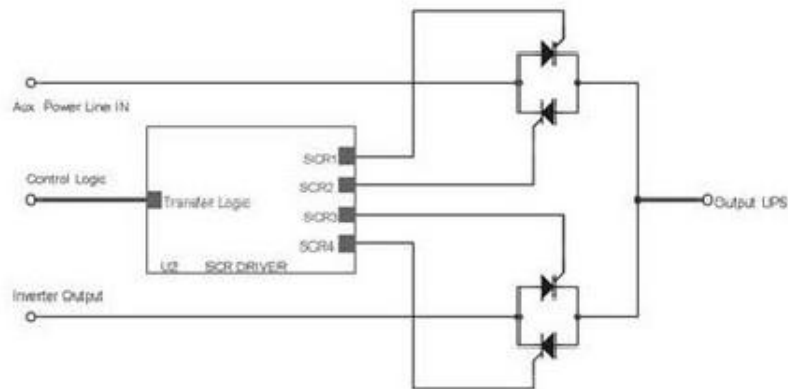 Aux Power Line IN
SCR1
Control Logic
SCR2
Transfer Logic
Output UPS
SCR3
SCR4
U2 SCR DRIVER
Inverter Output